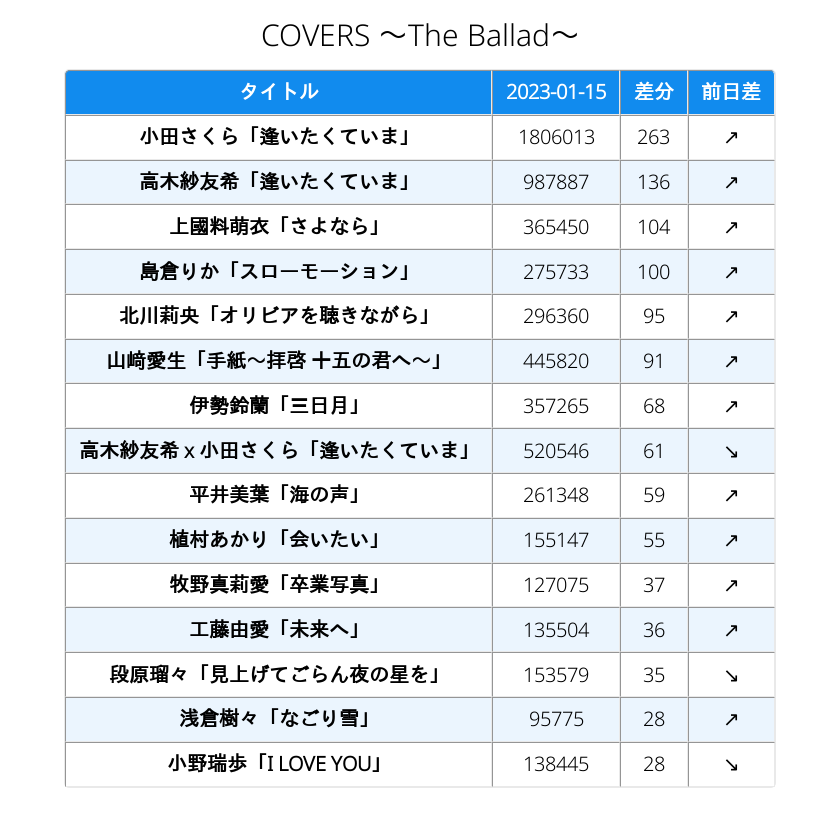 COVERS ～The Ballad～
タイトル 2023-01-15 差分 前日差
小田さくら「逢いたくていま」 1806013 263 ↗
高木紗友希「逢いたくていま」 987887 136 ↗
上國料萌衣「さよなら」 365450 104 ↗
島倉りか「スローモーション」 275733 100 ↗
北川莉央「オリビアを聴きながら」 296360 95 ↗
山﨑愛生「手紙～拝啓 十五の君へ～」 445820 91 ↗
伊勢鈴蘭「三日月」 357265 68 ↗
高木紗友希 x 小田さくら「逢いたくていま」 520546 61 ↘
平井美葉「海の声」 261348 59 ↗
植村あかり「会いたい」 155147 55 ↗
牧野真莉愛「卒業写真」 127075 37 ↗
工藤由愛「未来へ」 135504 36 ↗
段原瑠々「見上げてごらん夜の星を」 153579 35 ↘
浅倉樹々「なごり雪」 95775 28 ↗
小野瑞歩「I LOVE YOU」 138445 28 ↘